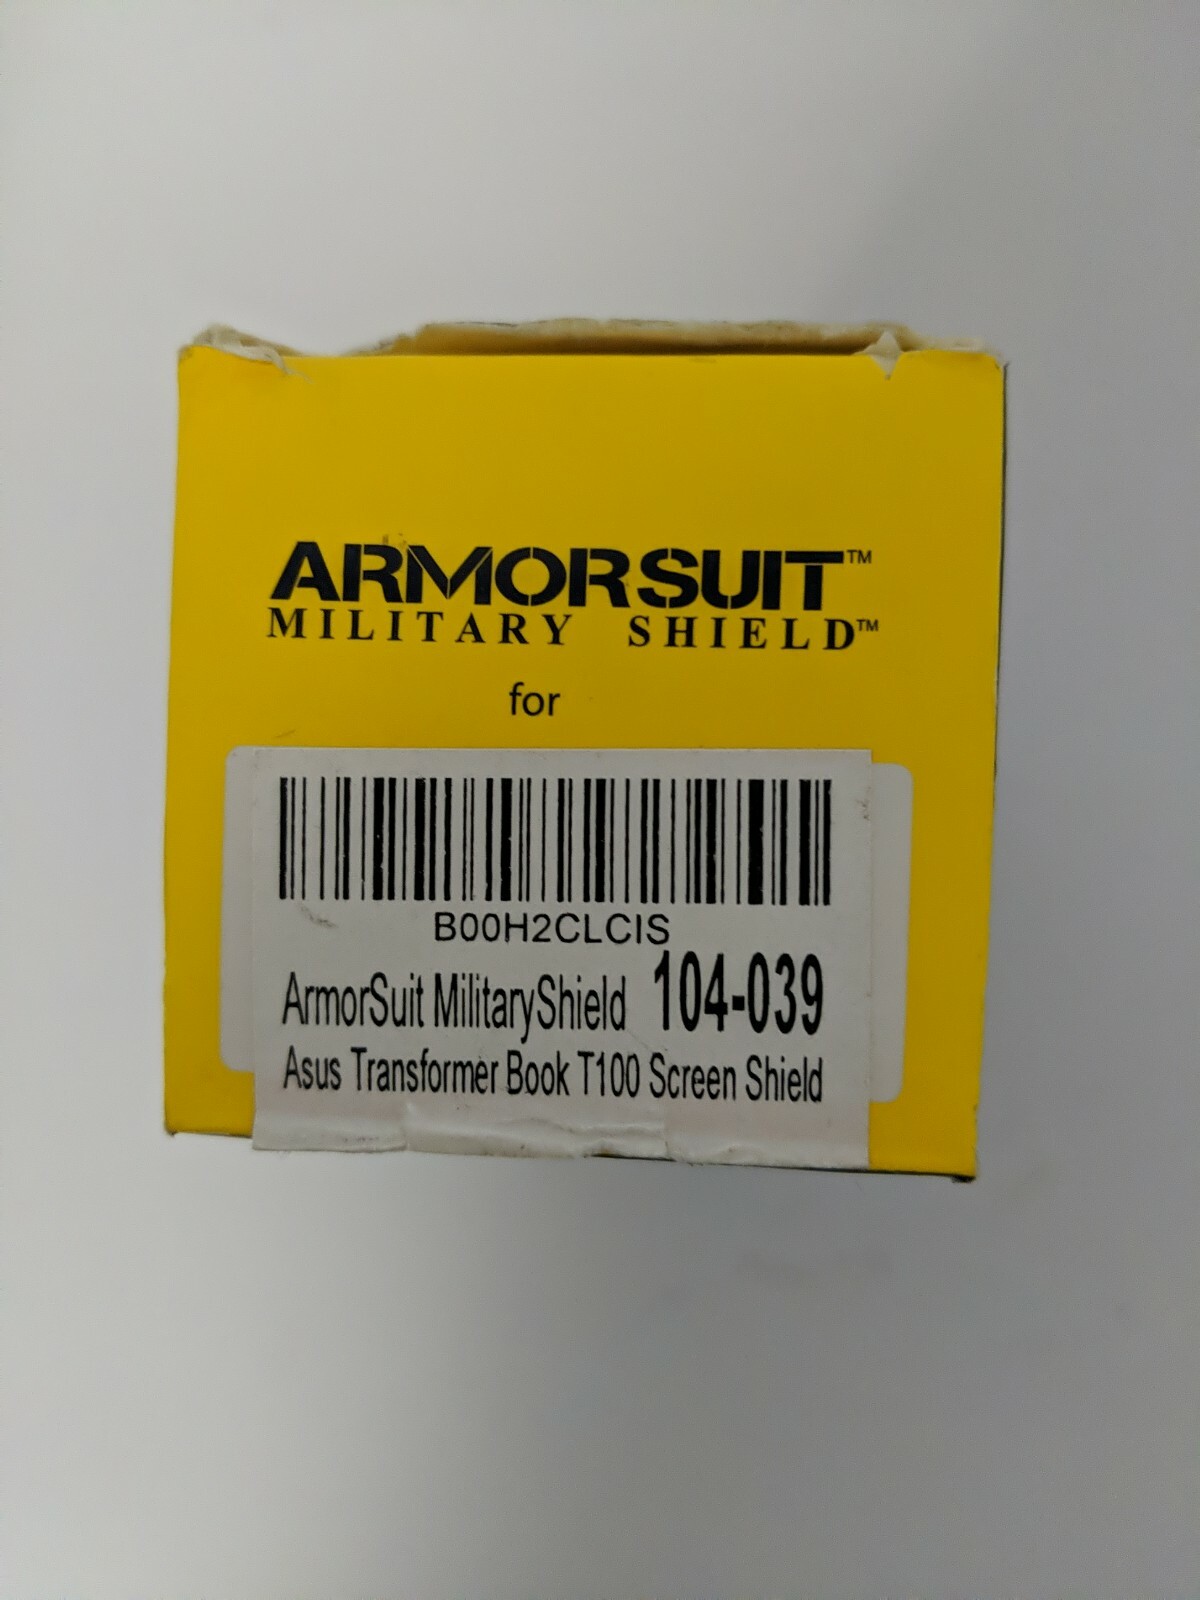 ARMORSUIT™
MILITARY SHIELD™
for
B00H2CLCIS
ArmorSuit MilitaryShield 104-039
Asus Transformer Book T100 Screen Shield